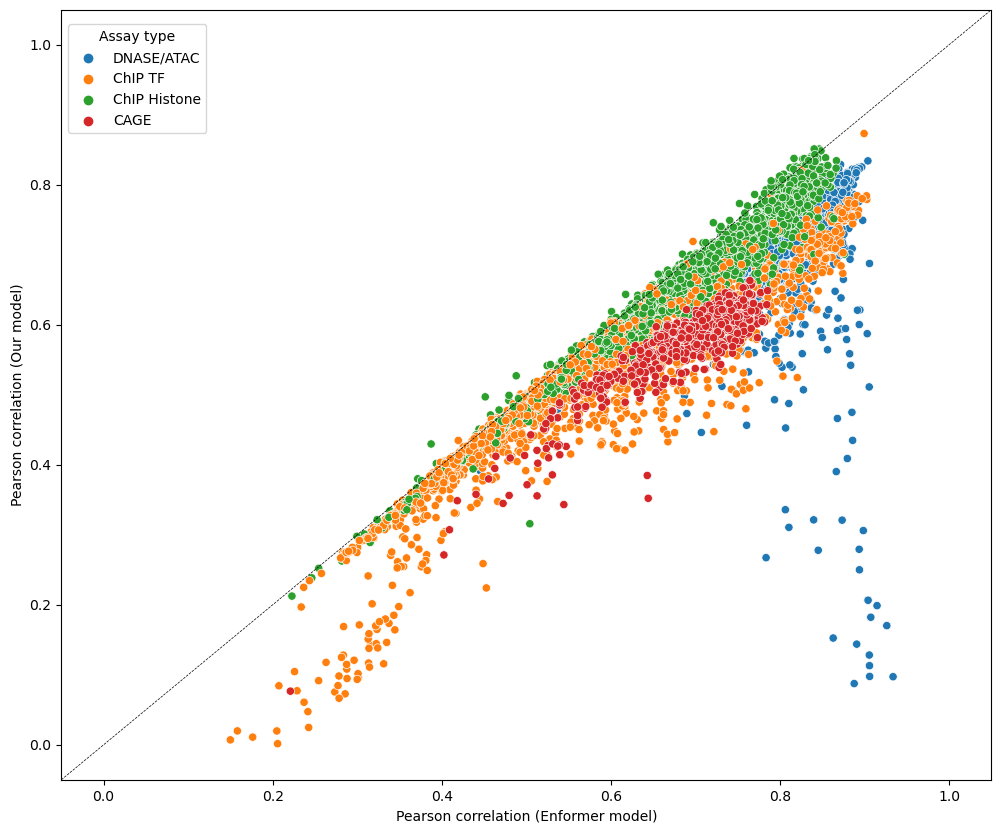 Assay type
DNASE/ATAC
ChIP TF
ChIP Histone
CAGE
Pearson correlation (Our model)
1.0
0.8
0.6
0.4
0.2
0.0
0.0 0.2 0.4 0.6 0.8 1.0
Pearson correlation (Enformer model)